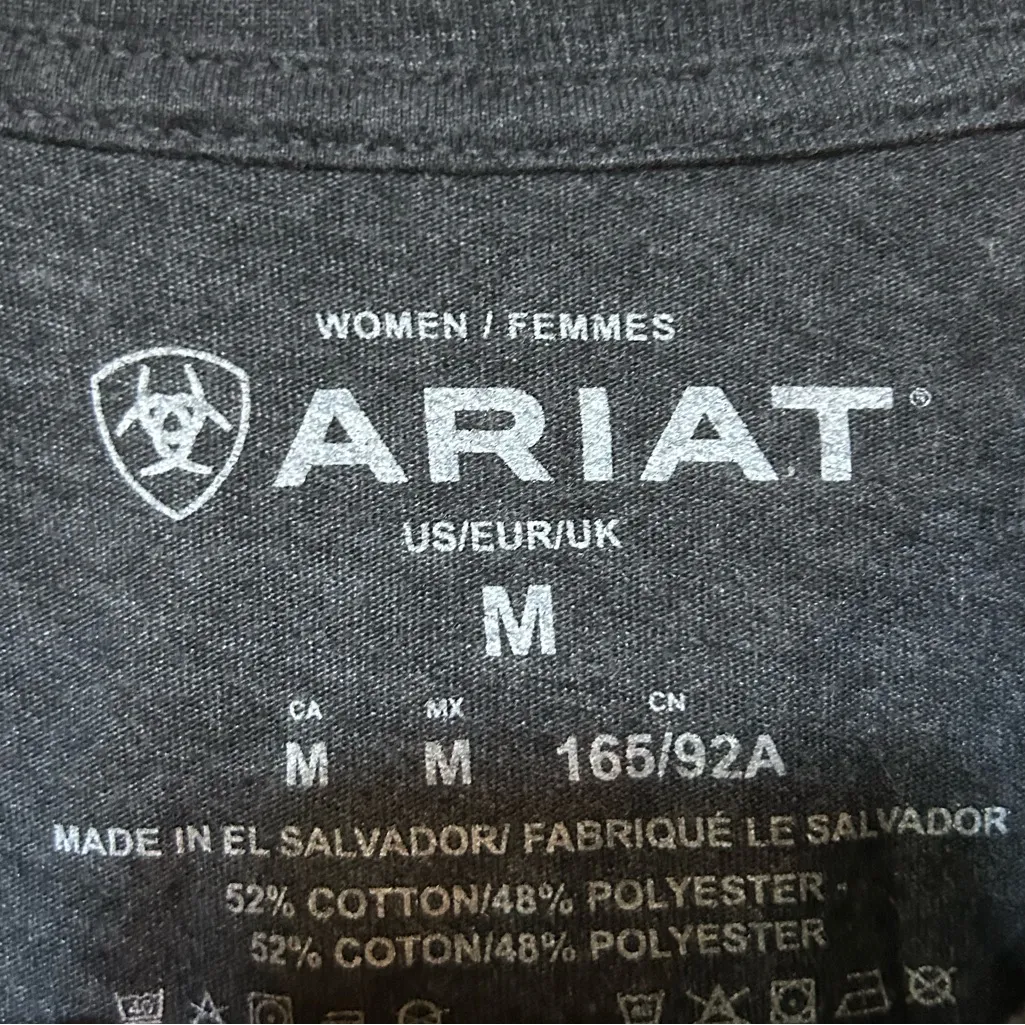 WOMEN / FEMMES
ARIAT®
US/EUR/UK
M
CA MX CN
M M 165/92A
MADE IN EL SALVADOR/ FABRIQUÉ LE SALVADOR
52% COTTON/48% POLYESTER
52% COTON/48% POLYESTER
40